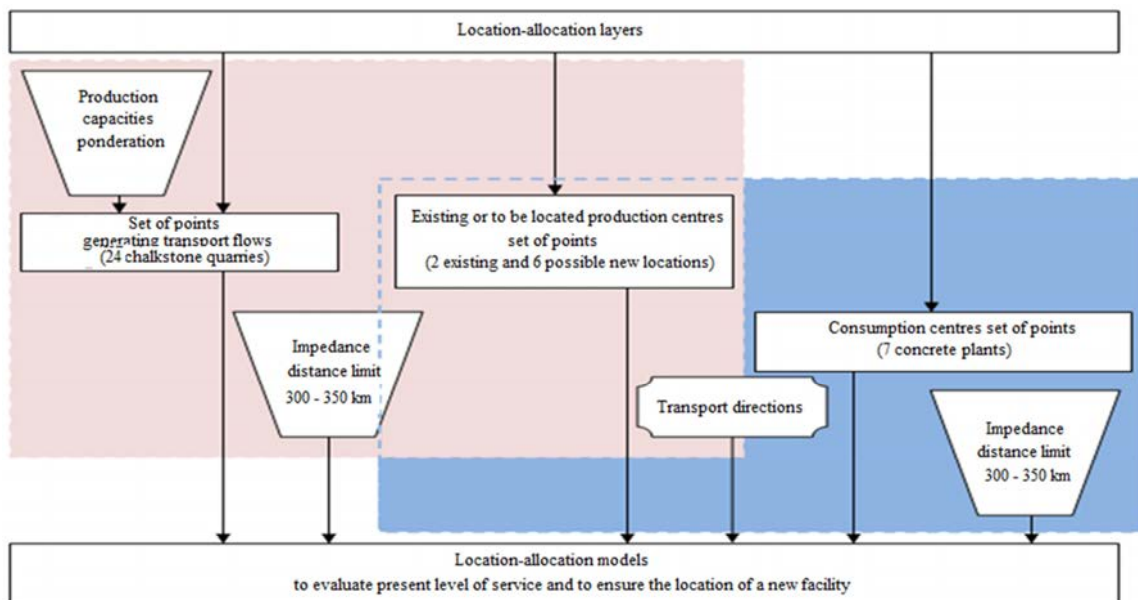 Location-allocation layers
Production
capacities
ponderation
Set of points
generating transport flows
(24 chalkstone quarries)
Existing or to be located production centres
set of points
(2 existing and 6 possible new locations)
Impedance
distance limit
300 - 350 km
Consumption centres set of points
(7 concrete plants)
Transport directions
Impedance
distance limit
300 - 350 km
Location-allocation models
to evaluate present level of service and to ensure the location of a new facility